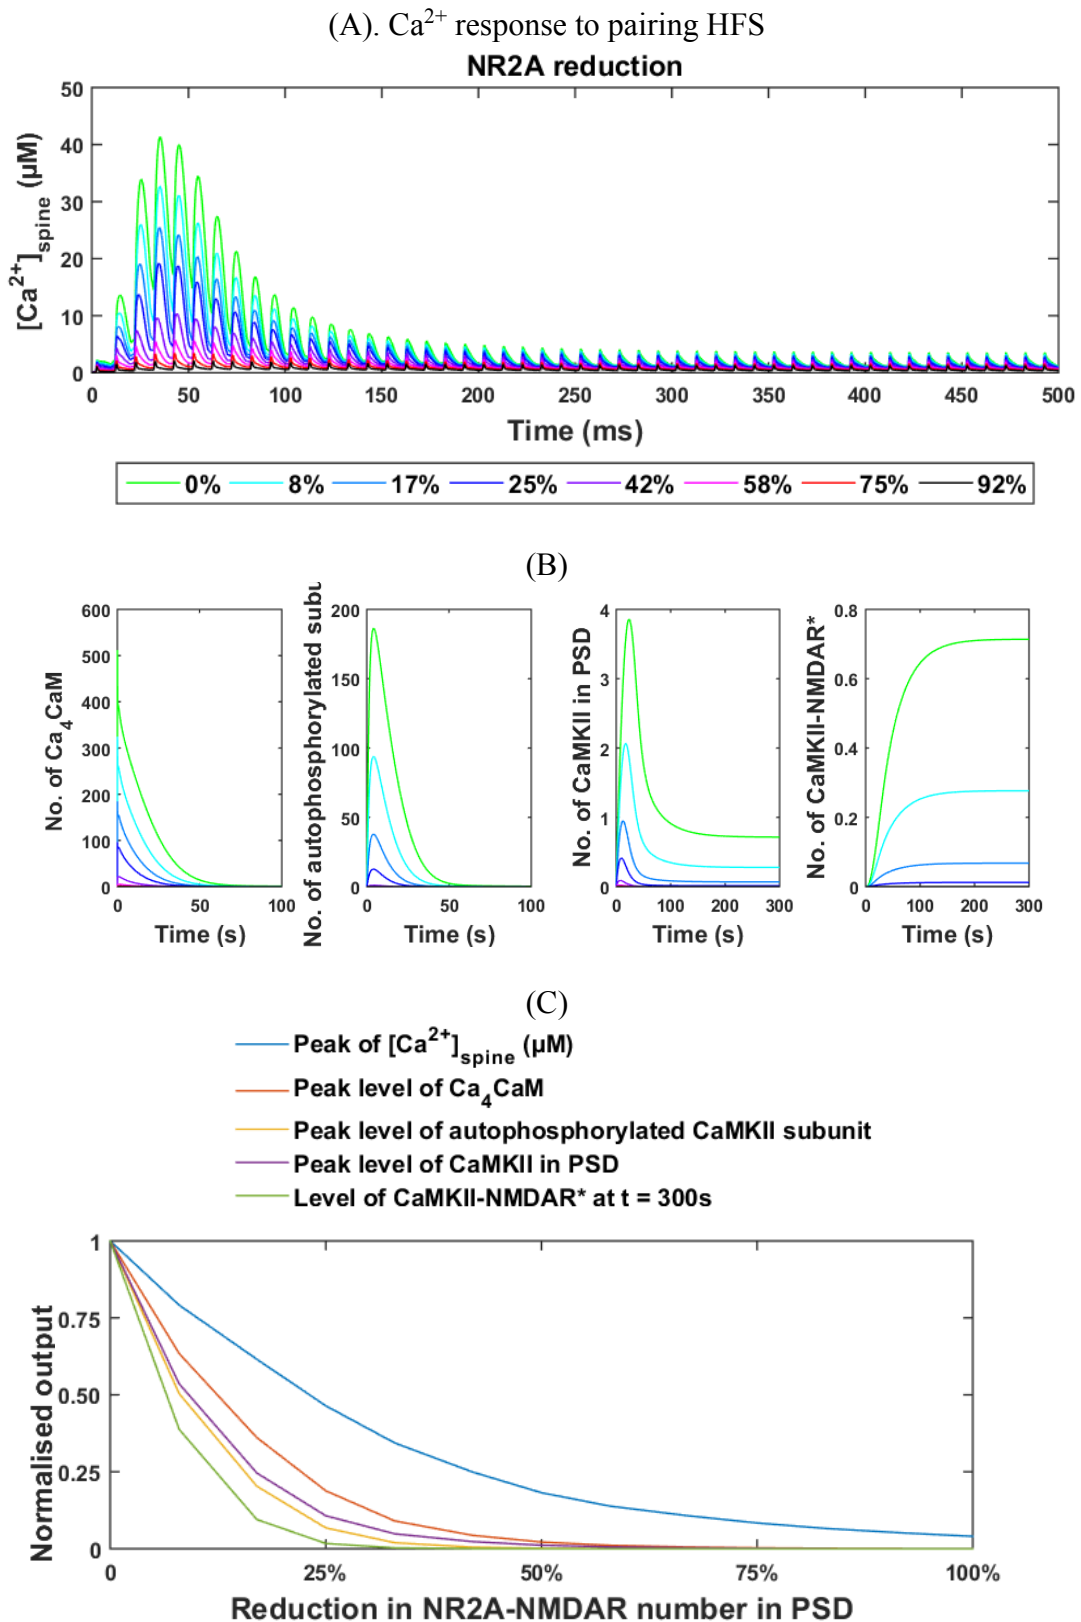 (A). Ca²⁺ response to pairing HFS
NR2A reduction
[Ca²⁺]spine (µM)
50
40
30
20
10
0
0 50 100 150 200 250 300 350 400 450 500
Time (ms)
0% 8% 17% 25% 42% 58% 75% 92%
(B)
No. of Ca₄CaM
600
500
400
300
200
100
0
0 50 100
Time (s)
No. of autophosphorylated subu
200
150
100
50
0
0 50 100
Time (s)
No. of CaMKII in PSD
4
3
2
1
0
0 100 200 300
Time (s)
No. of CaMKII-NMDAR*
0.8
0.6
0.4
0.2
0
0 100 200 300
Time (s)
(C)
Peak of [Ca²⁺]spine (µM)
Peak level of Ca₄CaM
Peak level of autophosphorylated CaMKII subunit
Peak level of CaMKII in PSD
Level of CaMKII-NMDAR* at t = 300s
Normalised output
1
0.75
0.50
0.25
0
0 25% 50% 75% 100%
Reduction in NR2A-NMDAR number in PSD